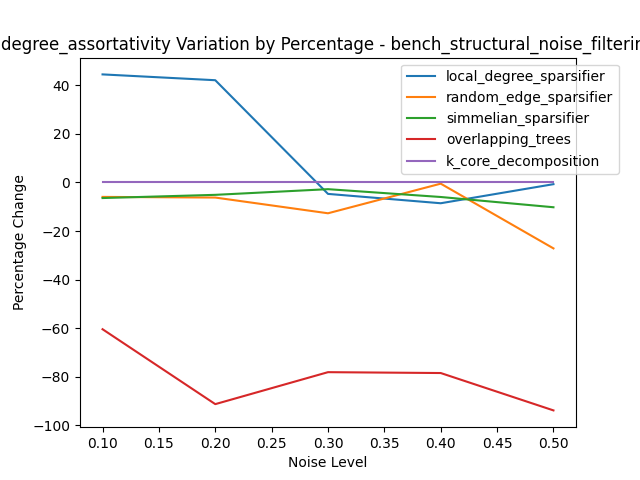 degree_assortativity Variation by Percentage - bench_structural_noise_filterin
local_degree_sparsifier
random_edge_sparsifier
simmelian_sparsifier
overlapping_trees
k_core_decomposition
Percentage Change
40
20
0
−20
−40
−60
−80
−100
0.10 0.15 0.20 0.25 0.30 0.35 0.40 0.45 0.50
Noise Level